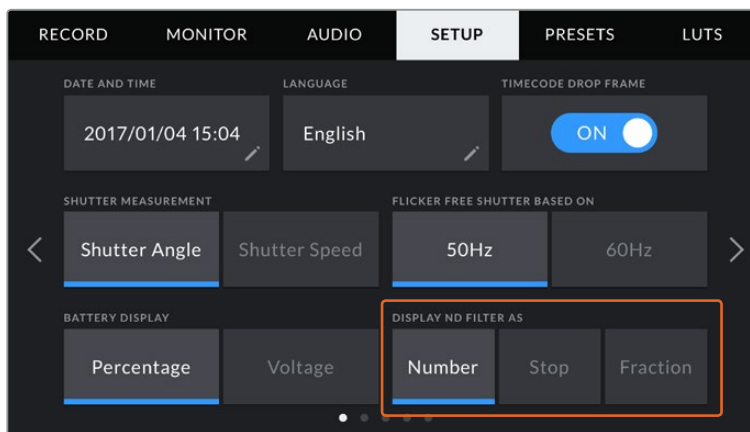 RECORD MONITOR AUDIO SETUP PRESETS LUTS
DATE AND TIME LANGUAGE TIMECODE DROP FRAME
2017/01/04 15:04 English ON
SHUTTER MEASUREMENT FLICKER FREE SHUTTER BASED ON
Shutter Angle Shutter Speed 50Hz 60Hz
BATTERY DISPLAY DISPLAY ND FILTER AS
Percentage Voltage Number Stop Fraction